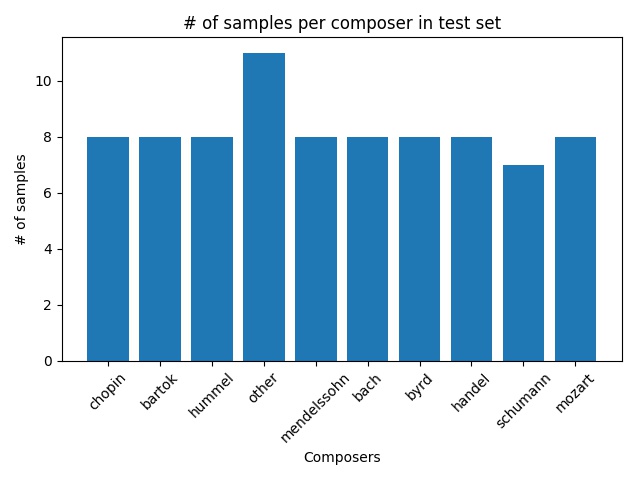 # of samples per composer in test set
# of samples
10
8
6
4
2
0
chopin
bartok
hummel
other
mendelssohn
bach
byrd
handel
schumann
mozart
Composers